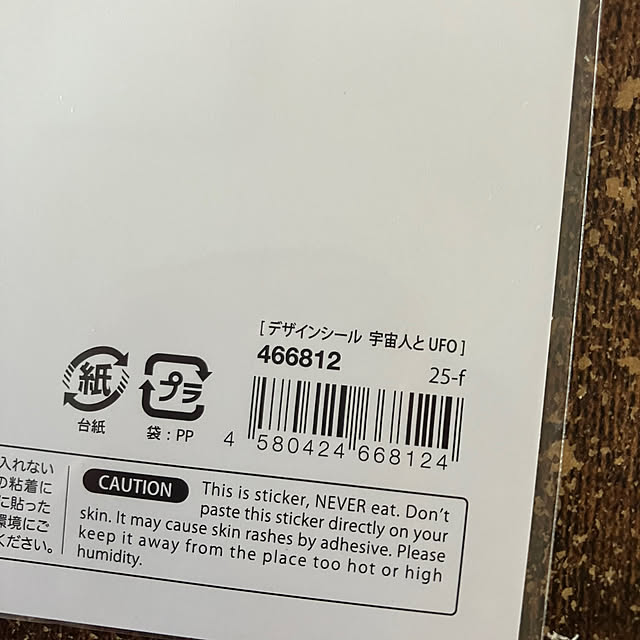 [ デザインシール 宇宙人と UFO ]
466812
25-f
紙
プラ
台紙
袋 : PP
4 580424 668124
入れない
の粘着に
に貼った
環境にご
ください。
CAUTION
This is sticker, NEVER eat. Don't
paste this sticker directly on your
skin. It may cause skin rashes by adhesive. Please
keep it away from the place too hot or high
humidity.